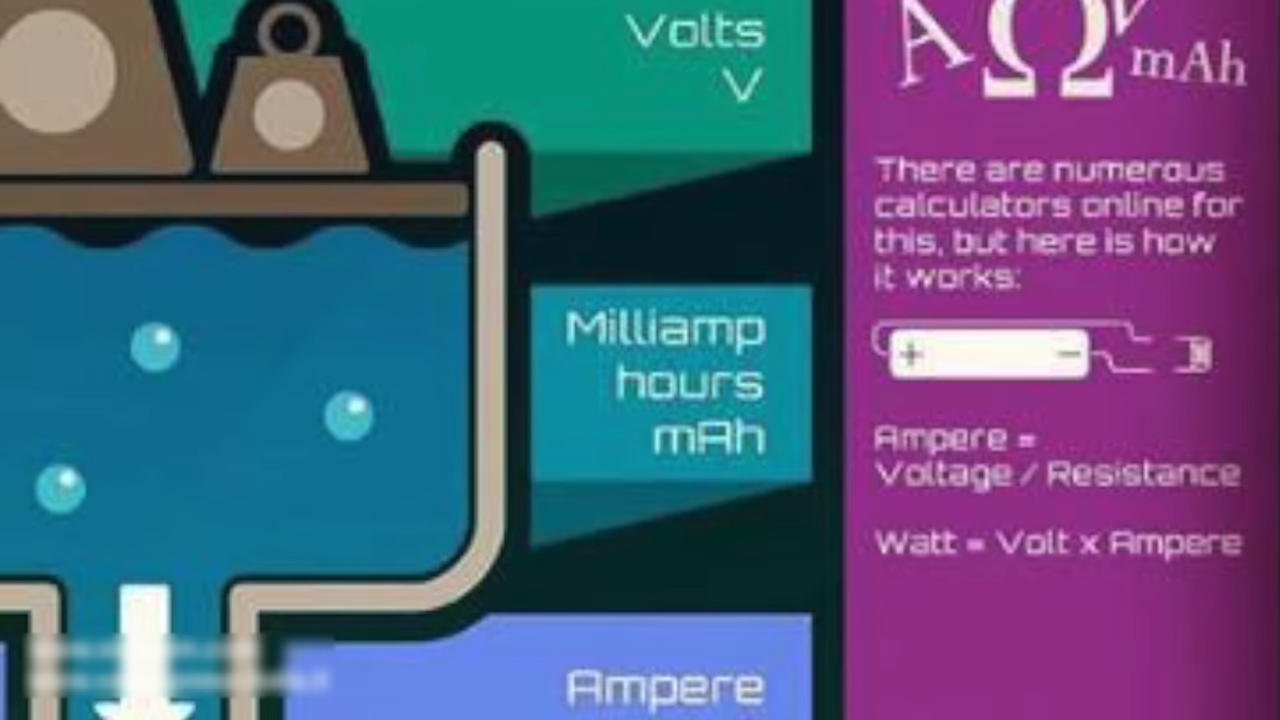 Volts
V
Milliamp
hours
mAh
Ampere
A Ω V mAh
There are numerous
calculators online for
this, but here is how
it works:
+ −
Ampere =
Voltage / Resistance
Watt = Volt x Ampere